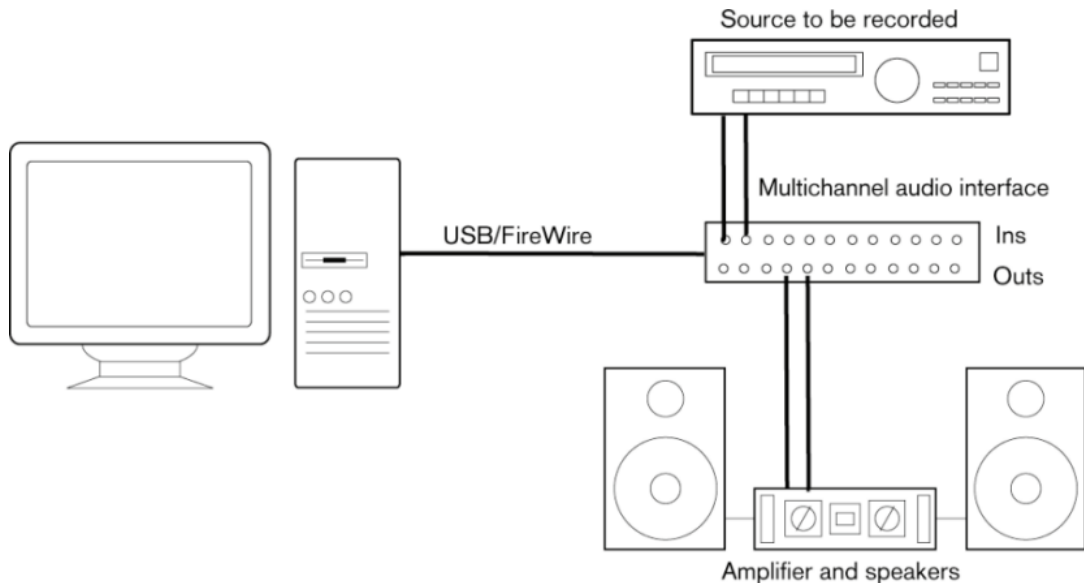 Source to be recorded
Multichannel audio interface
USB/FireWire
Ins
Outs
Amplifier and speakers